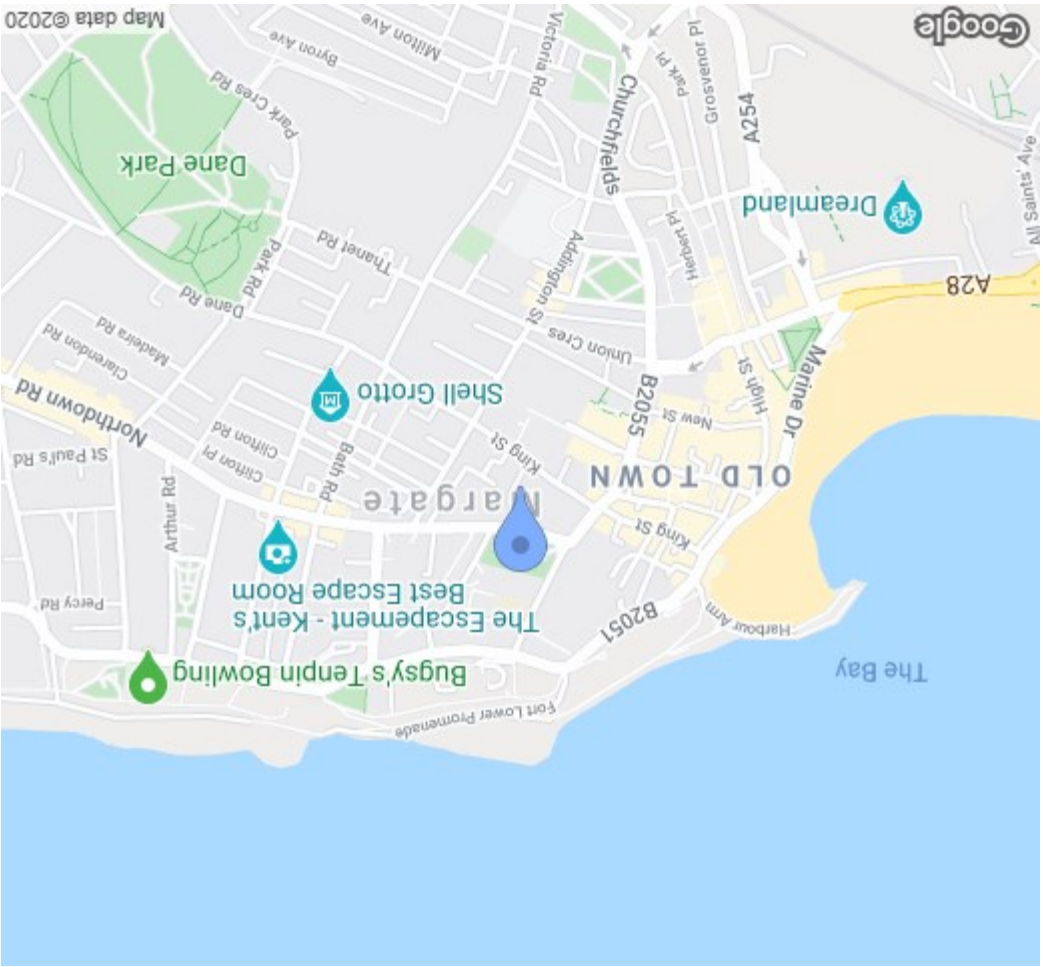 The Bay
Fort Lower Promenade
Bugsy's Tenpin Bowling
Harbour Arm
B2051
Percy Rd
The Escapement - Kent's
Best Escape Room
King St
Arthur Rd
Margate
OLD TOWN
Bath Rd
Clifton Pl
St Paul's Rd
King St
Clifton Rd
Northdown Rd
New St
Marine Dr
High St
B2055
Shell Grotto
Clarendon Rd
Madeira Rd
Union Cres
A28
Addington St
Dane Rd
Thanet Rd
Park Rd
Herbert Pl
Dreamland
All Saints' Ave
Dane Park
Churchfields
A254
Park Cres Rd
Grosvenor Pl
Park Pl
Victoria Rd
Byron Ave
Milton Ave
Google
Map data ©2020